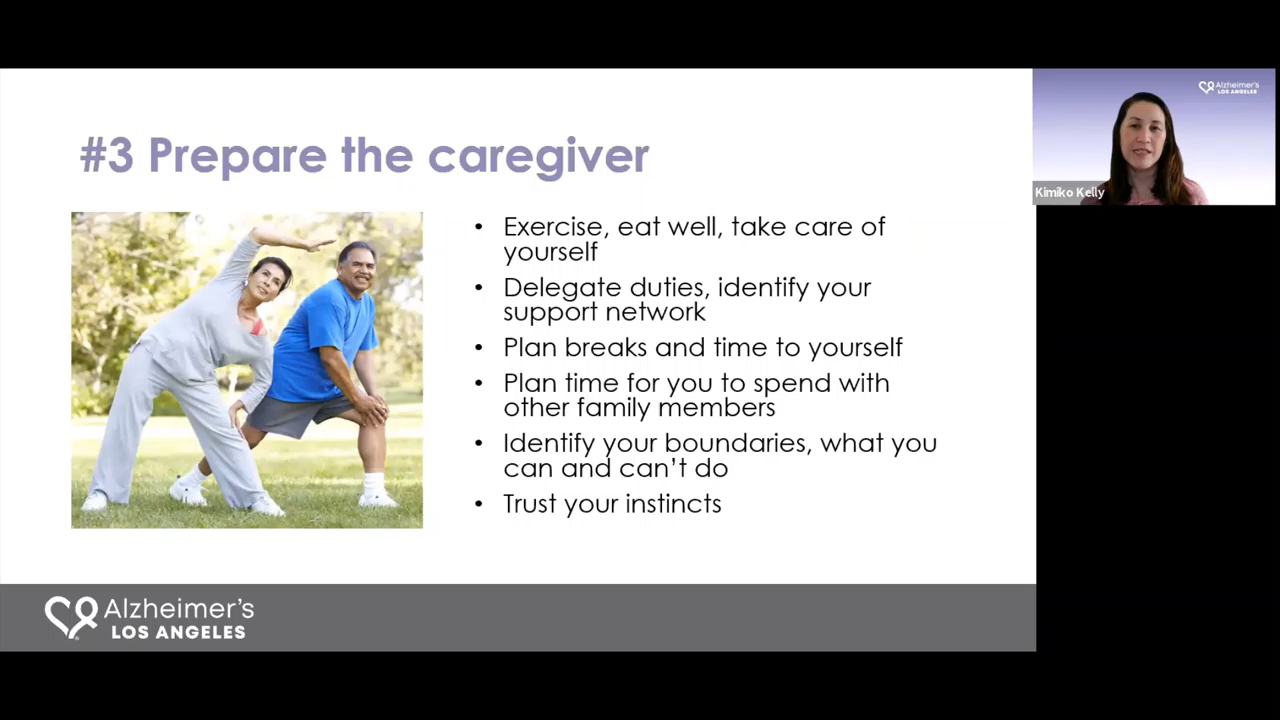 #3 Prepare the caregiver
• Exercise, eat well, take care of
yourself
• Delegate duties, identify your
support network
• Plan breaks and time to yourself
• Plan time for you to spend with
other family members
• Identify your boundaries, what you
can and can't do
• Trust your instincts
Alzheimer's
LOS ANGELES
Alzheimer's
LOS ANGELES
Kimiko Kelly